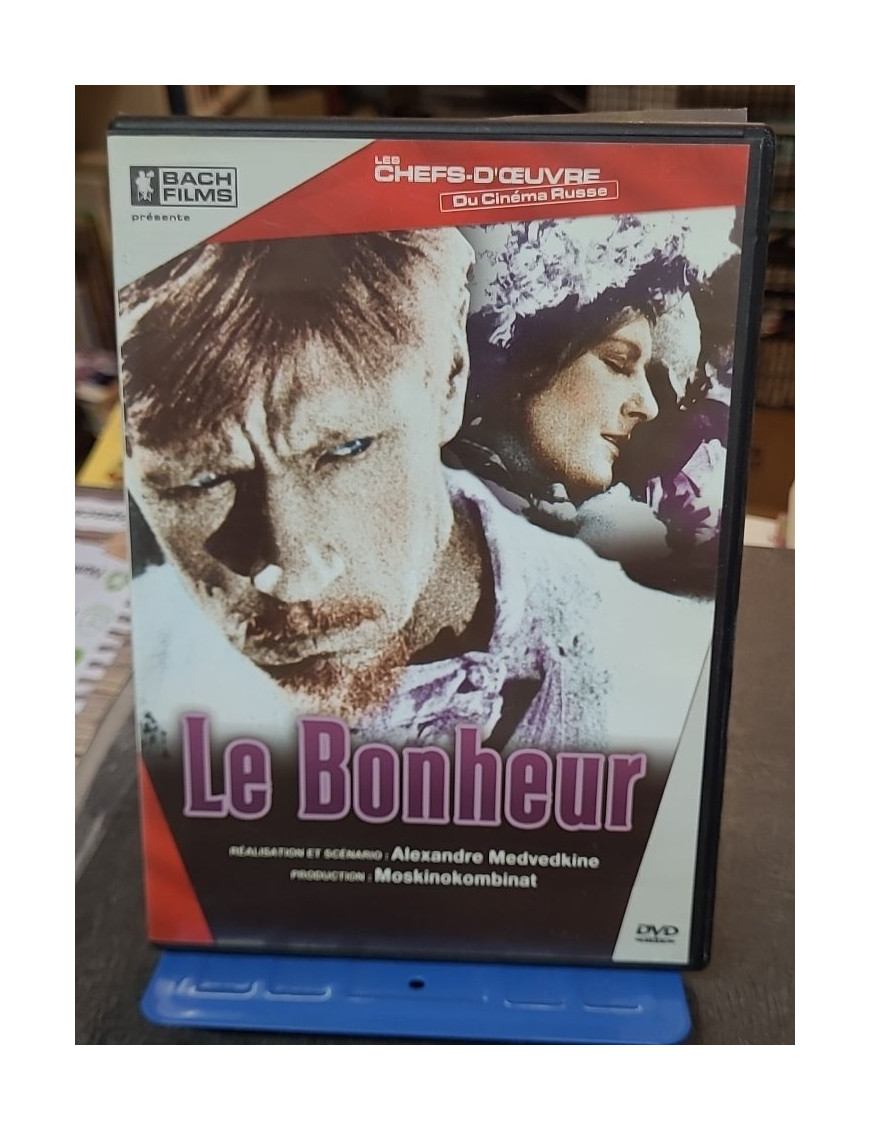 BACH
FILMS
présente
LES
CHEFS-D'ŒUVRE
Du Cinéma Russe
Le Bonheur
RÉALISATION ET SCÉNARIO : Alexandre Medvedkine
PRODUCTION : Moskinokombinat
DVD